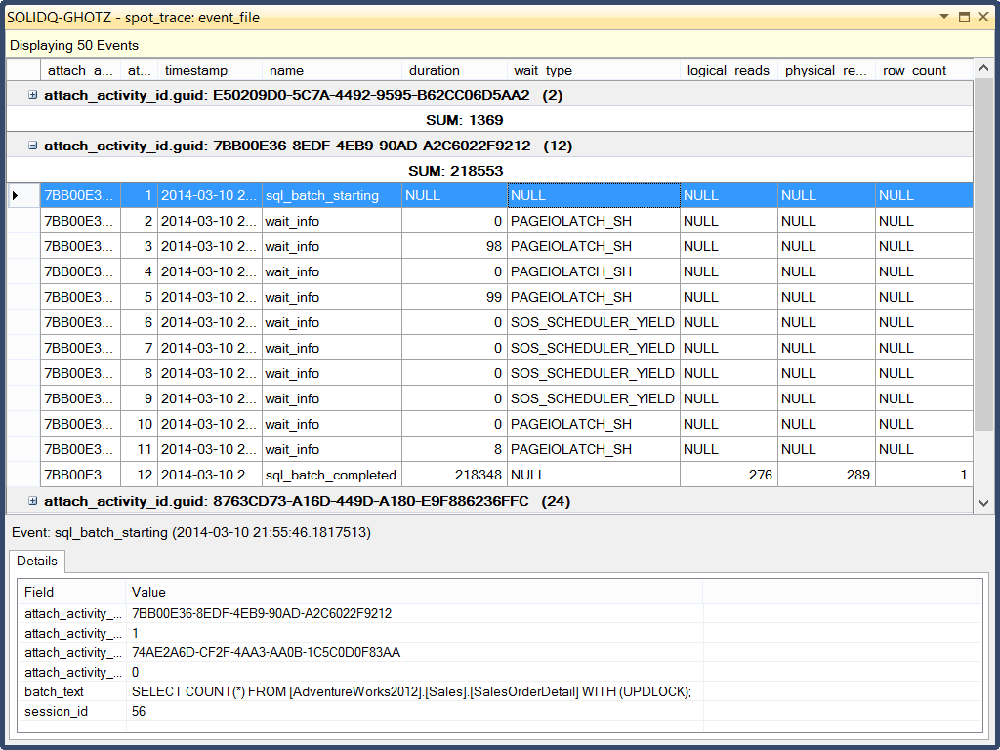 SOLIDQ-GHOTZ - spot_trace: event_file
Displaying 50 Events
attach_a... at... timestamp name duration wait_type logical_reads physical_re... row_count
attach_activity_id.guid: E50209D0-5C7A-4492-9595-B62CC06D5AA2 (2)
SUM: 1369
attach_activity_id.guid: 7BB00E36-8EDF-4EB9-90AD-A2C6022F9212 (12)
SUM: 218553
7BB00E3... 1 2014-03-10 2... sql_batch_starting NULL NULL NULL NULL NULL
7BB00E3... 2 2014-03-10 2... wait_info 0 PAGEIOLATCH_SH NULL NULL NULL
7BB00E3... 3 2014-03-10 2... wait_info 98 PAGEIOLATCH_SH NULL NULL NULL
7BB00E3... 4 2014-03-10 2... wait_info 0 PAGEIOLATCH_SH NULL NULL NULL
7BB00E3... 5 2014-03-10 2... wait_info 99 PAGEIOLATCH_SH NULL NULL NULL
7BB00E3... 6 2014-03-10 2... wait_info 0 SOS_SCHEDULER_YIELD NULL NULL NULL
7BB00E3... 7 2014-03-10 2... wait_info 0 SOS_SCHEDULER_YIELD NULL NULL NULL
7BB00E3... 8 2014-03-10 2... wait_info 0 SOS_SCHEDULER_YIELD NULL NULL NULL
7BB00E3... 9 2014-03-10 2... wait_info 0 SOS_SCHEDULER_YIELD NULL NULL NULL
7BB00E3... 10 2014-03-10 2... wait_info 0 PAGEIOLATCH_SH NULL NULL NULL
7BB00E3... 11 2014-03-10 2... wait_info 8 PAGEIOLATCH_SH NULL NULL NULL
7BB00E3... 12 2014-03-10 2... sql_batch_completed 218348 NULL 276 289 1
attach_activity_id.guid: 8763CD73-A16D-449D-A180-E9F886236FFC (24)
Event: sql_batch_starting (2014-03-10 21:55:46.1817513)
Details
Field Value
attach_activity_... 7BB00E36-8EDF-4EB9-90AD-A2C6022F9212
attach_activity_... 1
attach_activity_... 74AE2A6D-CF2F-4AA3-AA0B-1C5C0D0F83AA
attach_activity_... 0
batch_text SELECT COUNT(*) FROM [AdventureWorks2012].[Sales].[SalesOrderDetail] WITH (UPDLOCK);
session_id 56